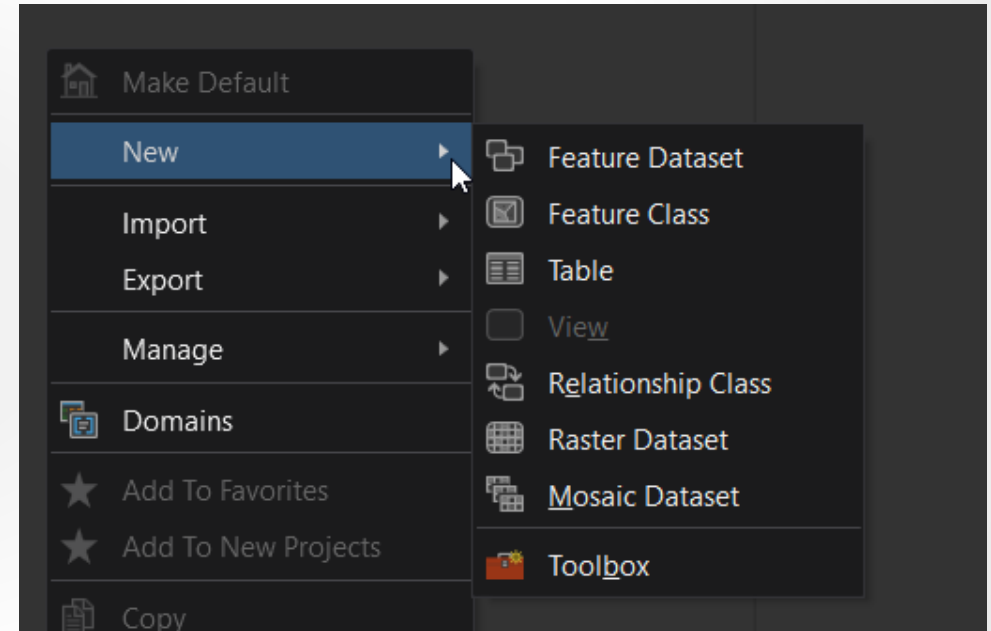 Make Default
New
Import
Export
Manage
Domains
Add To Favorites
Add To New Projects
Copy
Feature Dataset
Feature Class
Table
View
Relationship Class
Raster Dataset
Mosaic Dataset
Toolbox